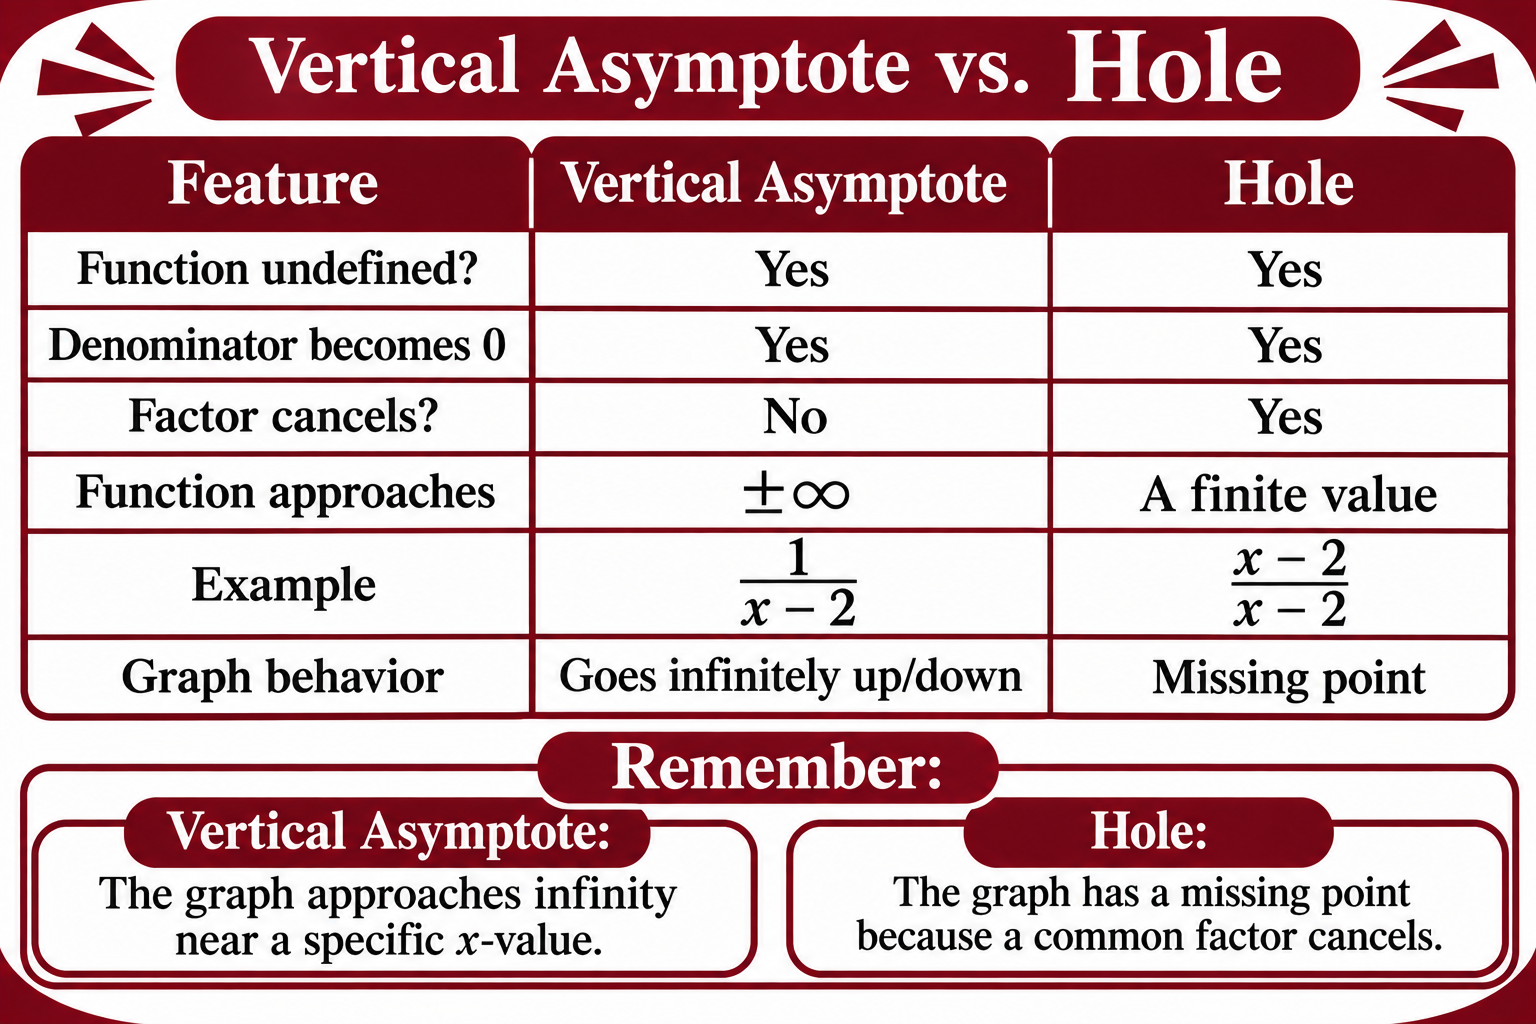 Vertical Asymptote vs. Hole
Feature Vertical Asymptote Hole
Function undefined? Yes Yes
Denominator becomes 0 Yes Yes
Factor cancels? No Yes
Function approaches ±∞ A finite value
1 x − 2
Example
x − 2 x − 2
Graph behavior Goes infinitely up/down Missing point
Remember:
Vertical Asymptote:
The graph approaches infinity
near a specific x-value.
Hole:
The graph has a missing point
because a common factor cancels.